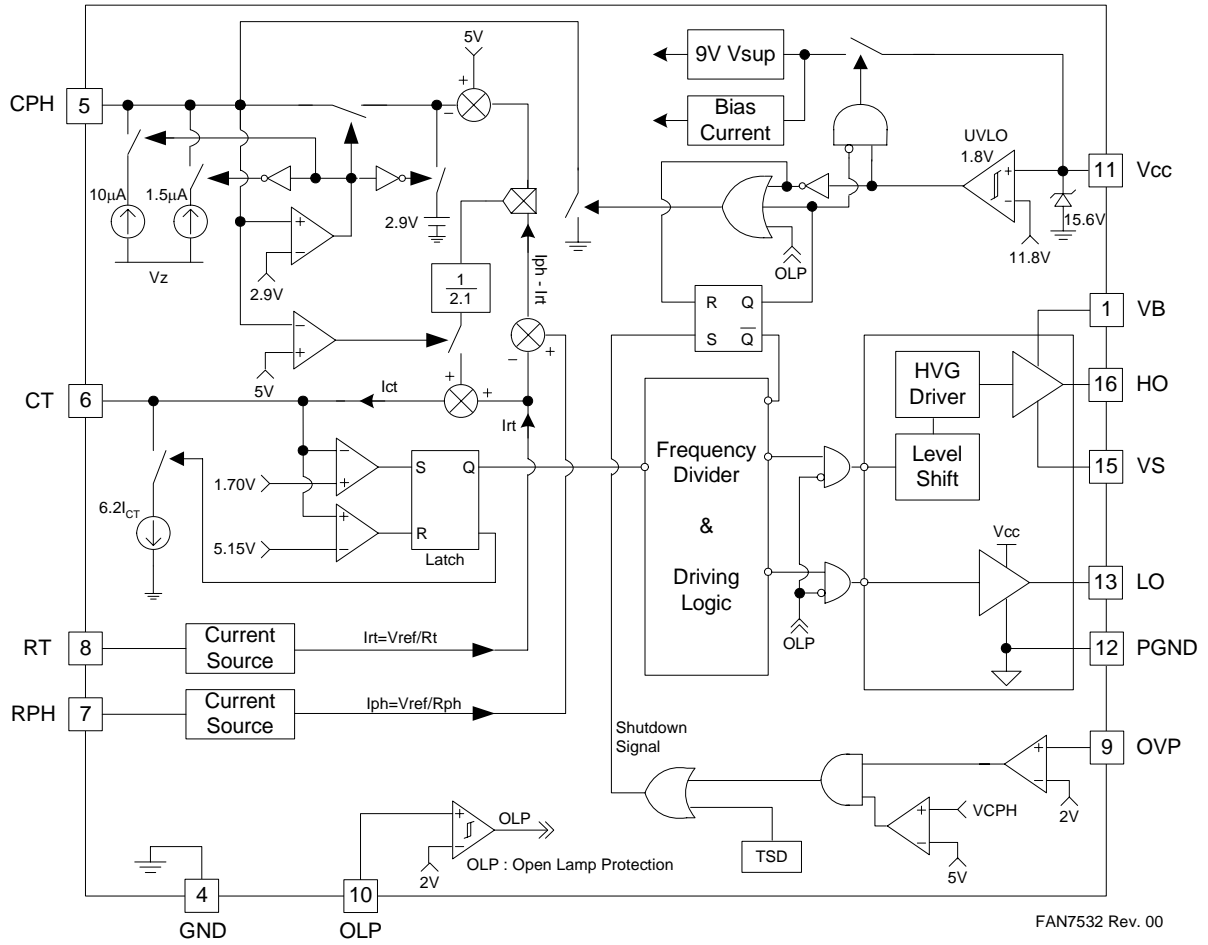 5V
9V Vsup
CPH
5
Bias
Current
UVLO
1.8V
11
Vcc
10μA
1.5μA
2.9V
15.6V
11.8V
OLP
Vz
2.9V
1
2.1
Iph - Irt
R Q
S Q
1
VB
5V
HVG
Driver
16
HO
CT
6
Ict
Irt
Frequency
Divider
&
Driving
Logic
Level
Shift
15
VS
1.70V
S Q
6.2ICT
5.15V
R
Latch
Vcc
13
LO
OLP
RT
8
Current
Source
Irt=Vref/Rt
12
PGND
RPH
7
Current
Source
Iph=Vref/Rph
Shutdown
Signal
9
OVP
VCPH
2V
OLP
TSD
5V
2V
OLP : Open Lamp Protection
4
10
GND
OLP
FAN7532 Rev. 00